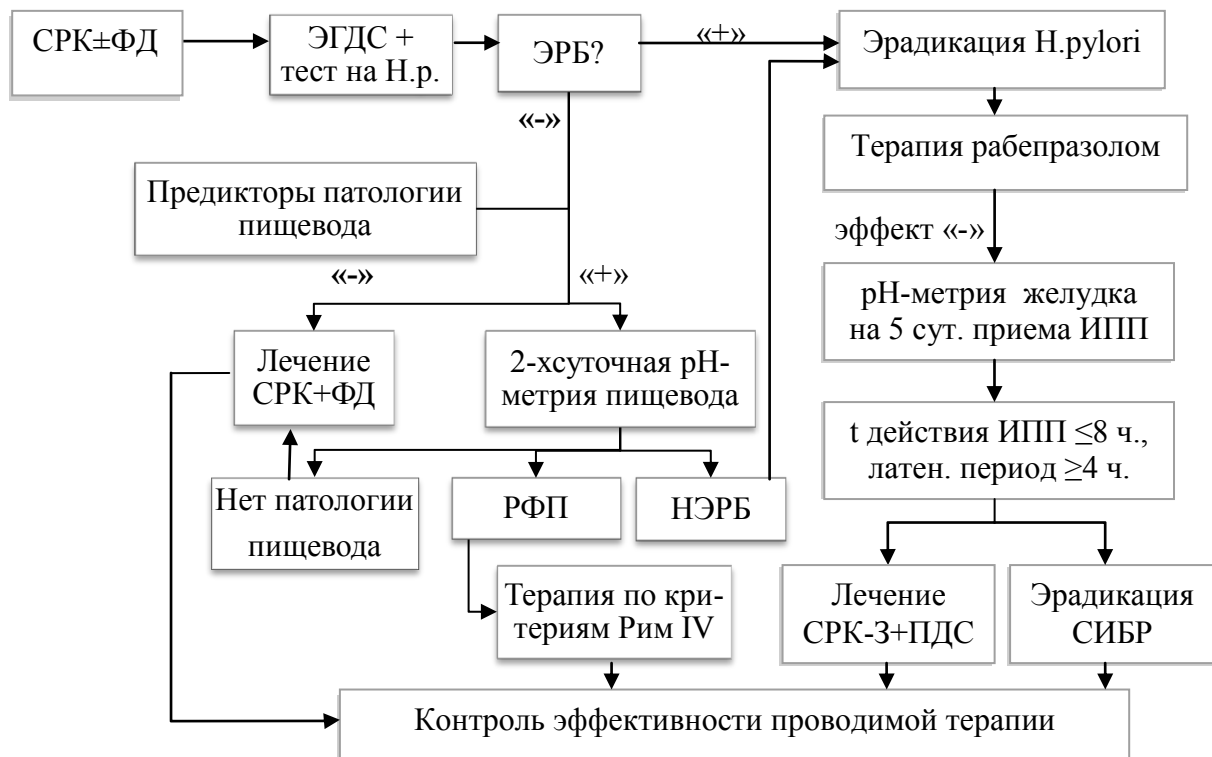 СРК±ФД
ЭГДС +
тест на Н.р.
ЭРБ?
«+»
Эрадикация H.pylori
«-»
Терапия рабепразолом
Предикторы патологии
пищевода
эффект «-»
«-»
«+»
рН-метрия желудка
на 5 сут. приема ИПП
Лечение
СРК+ФД
2-хсуточная рН-
метрия пищевода
t действия ИПП ≤8 ч.,
латен. период ≥4 ч.
Нет патологии
пищевода
РФП
НЭРБ
Терапия по кри-
териям Рим IV
Лечение
СРК-З+ПДС
Эрадикация
СИБР
Контроль эффективности проводимой терапии